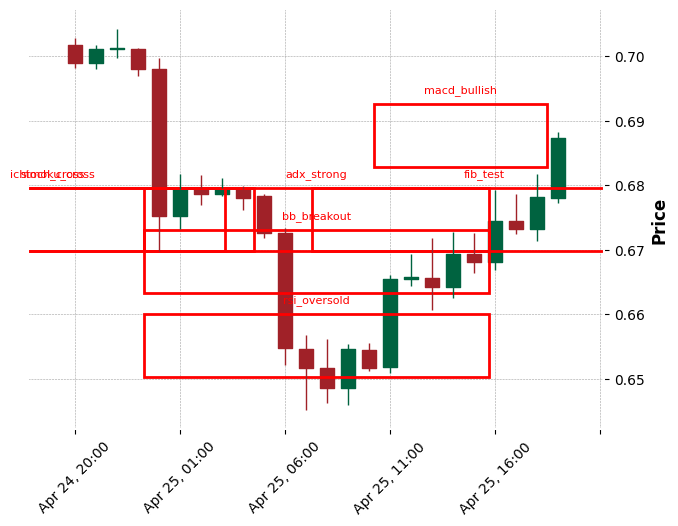 macd_bullish
adx_strong
fib_test
bb_breakout
0.70
0.69
0.68
0.67
0.66
0.65
Price
Apr 24, 20:00
Apr 25, 01:00
Apr 25, 06:00
Apr 25, 11:00
Apr 25, 16:00